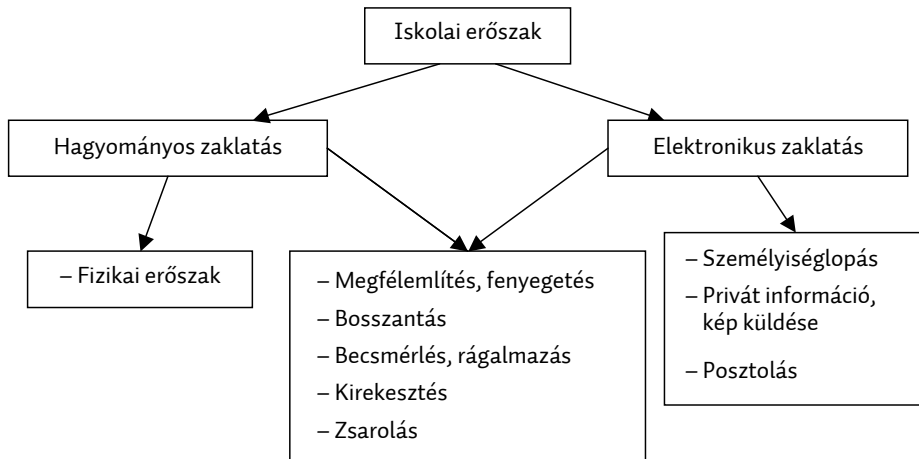 Iskolai erőszak
Hagyományos zaklatás
Elektronikus zaklatás
– Fizikai erőszak
– Megfélemlítés, fenyegetés
– Bosszantás
– Becsmérlés, rágalmazás
– Kirekesztés
– Zsarolás
– Személyiséglopás
– Privát információ,
kép küldése
– Posztolás